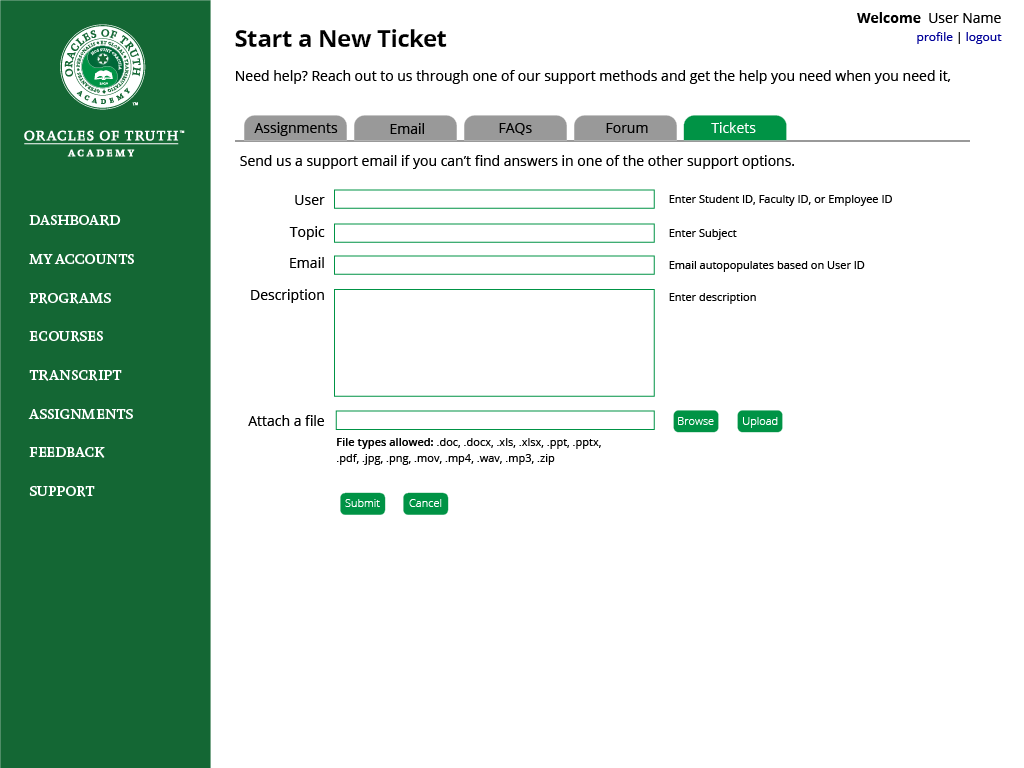 ORACLES OF TRUTH
ACADEMY
™
ORACLES OF TRUTH™
ACADEMY
DASHBOARD
MY ACCOUNTS
PROGRAMS
ECOURSES
TRANSCRIPT
ASSIGNMENTS
FEEDBACK
SUPPORT
Welcome User Name
profile | logout
Start a New Ticket
Need help? Reach out to us through one of our support methods and get the help you need when you need it,
Assignments Email FAQs Forum Tickets
Send us a support email if you can’t find answers in one of the other support options.
User Enter Student ID, Faculty ID, or Employee ID
Topic Enter Subject
Email Email autopopulates based on User ID
Description Enter description
Attach a file Browse Upload
File types allowed: .doc, .docx, .xls, .xlsx, .ppt, .pptx,
.pdf, .jpg, .png, .mov, .mp4, .wav, .mp3, .zip
Submit Cancel